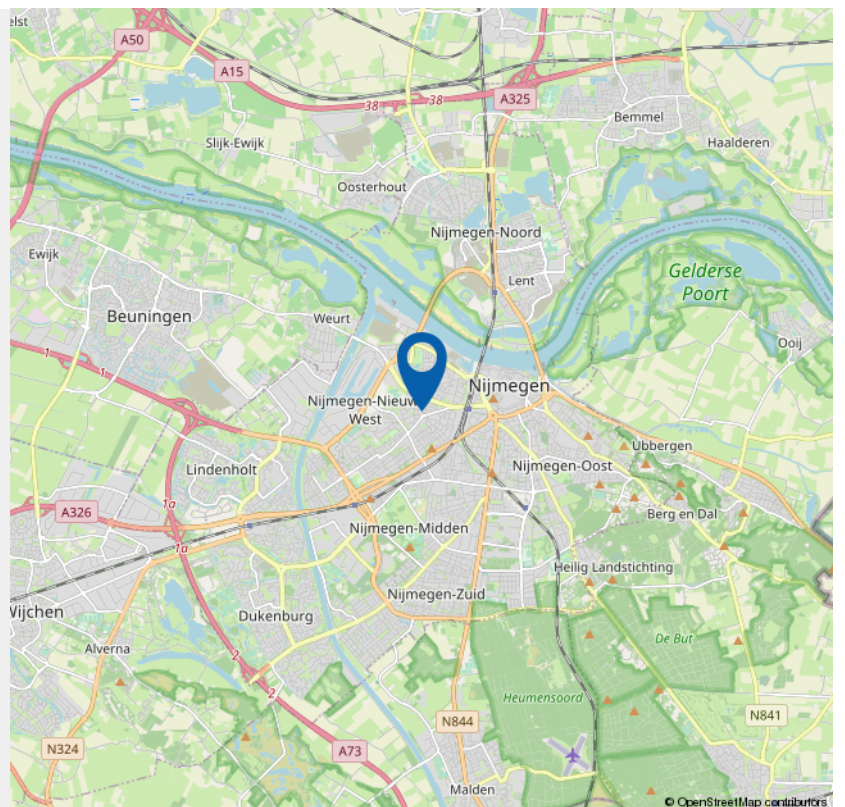 elst
A50
A15
38
38
A325
Bemmel
Slijk-Ewijk
Haalderen
Oosterhout
Nijmegen-Noord
Ewijk
Lent
Gelderse
Poort
Beuningen
Weurt
Ooij
1
1
Nijmegen
Nijmegen-Nieuw
West
Ubbergen
Lindenholt
Nijmegen-Oost
1a
A326
Berg en Dal
Nijmegen-Midden
1a
Heilig Landstichting
Nijmegen-Zuid
Wijchen
Dukenburg
De But
Alverna
2
2
Heumensoord
N844
N841
N324
A73
Malden
© OpenStreetMap contributors